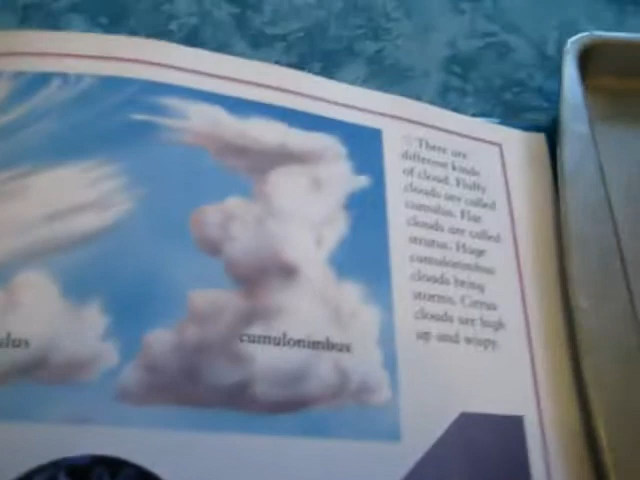 There are
different kinds
of cloud. Fluffy
clouds are called
cumulus. Flat
clouds are called
stratus. Huge
cumulonimbus
clouds bring
storms. Cirrus
clouds are high
up and wispy.
ulus
cumulonimbus